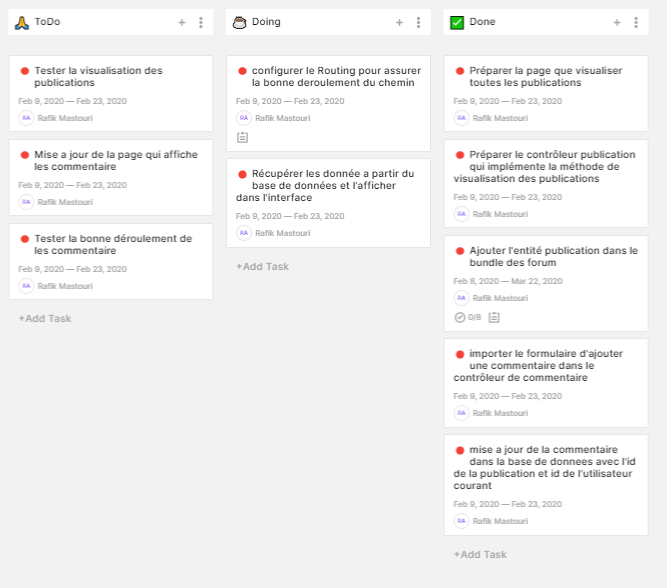 ToDo
Tester la visualisation des
publications
Feb 9, 2020 — Feb 23, 2020
RA Rafik Mastouri
Mise a jour de la page qui affiche
les commentaire
Feb 9, 2020 — Feb 23, 2020
RA Rafik Mastouri
Tester la bonne déroulement de
les commentaire
Feb 9, 2020 — Feb 23, 2020
RA Rafik Mastouri
+Add Task
Doing
configurer le Routing pour assurer
la bonne deroulement du chemin
Feb 9, 2020 — Feb 23, 2020
RA Rafik Mastouri
Récupérer les donnée a partir du
base de données et l'afficher
dans l'interface
Feb 9, 2020 — Feb 23, 2020
RA Rafik Mastouri
+Add Task
Done
Préparer la page que visualiser
toutes les publications
Feb 9, 2020 — Feb 23, 2020
RA Rafik Mastouri
Préparer le contrôleur publication
qui implémente la méthode de
visualisation des publications
Feb 9, 2020 — Feb 23, 2020
RA Rafik Mastouri
Ajouter l'entité publication dans le
bundle des forum
Feb 8, 2020 — Mar 22, 2020
RA Rafik Mastouri
0/8
importer le formulaire d'ajouter
une commentaire dans le
contrôleur de commentaire
Feb 9, 2020 — Feb 23, 2020
RA Rafik Mastouri
mise a jour de la commentaire
dans la base de donnees avec l'id
de la publication et id de l'utilisateur
courant
Feb 9, 2020 — Feb 23, 2020
RA Rafik Mastouri
+Add Task